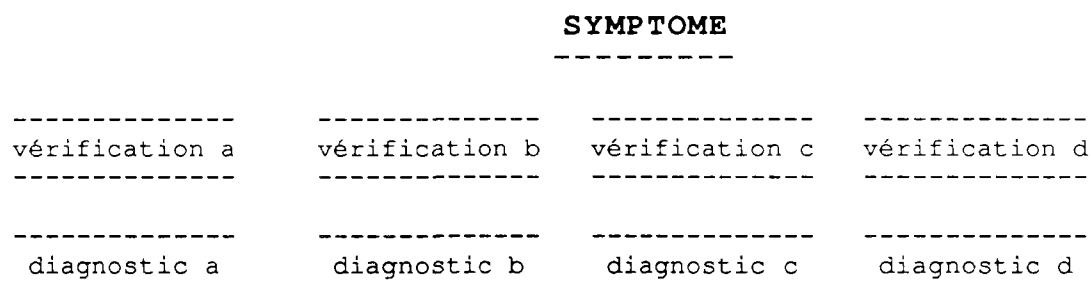 SYMPTOME
vérification a vérification b vérification c vérification d
diagnostic a diagnostic b diagnostic c diagnostic d